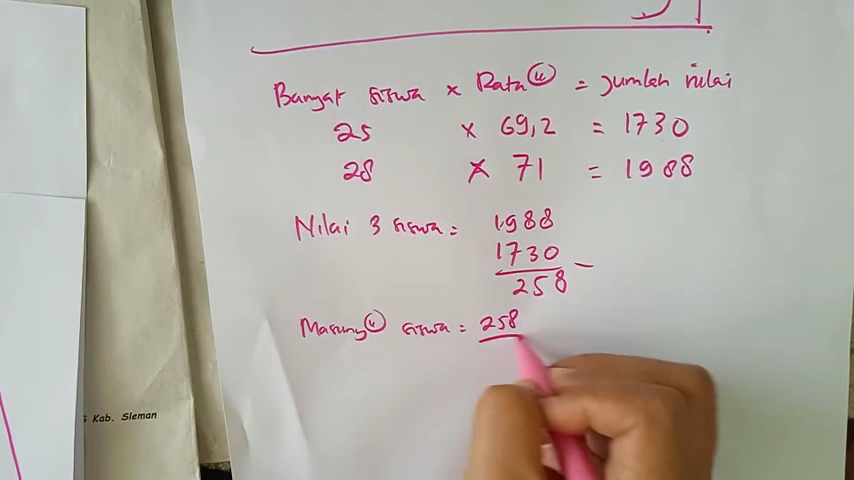 Banyak siswa x Rata② = Jumlah nilai
25 x 69,2 = 1730
28 x 71 = 1988
Nilai 3 siswa = 1988
1730 -
258
Masing② siswa = 258
Kab. Sleman